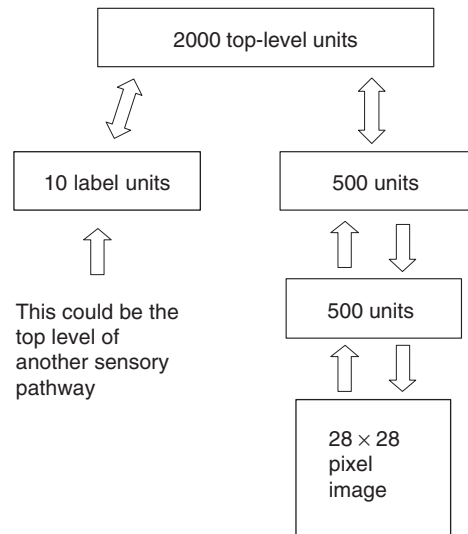 2000 top-level units
10 label units
500 units
This could be the
top level of
another sensory
pathway
500 units
28 × 28
pixel
image